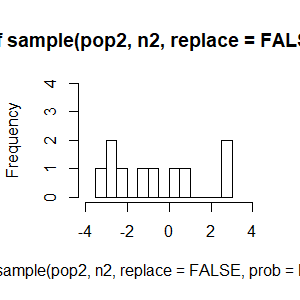 f sample(pop2, n2, replace = FALS
Frequency
4
3
2
1
0
-4 -2 0 2 4
sample(pop2, n2, replace = FALSE, prob =